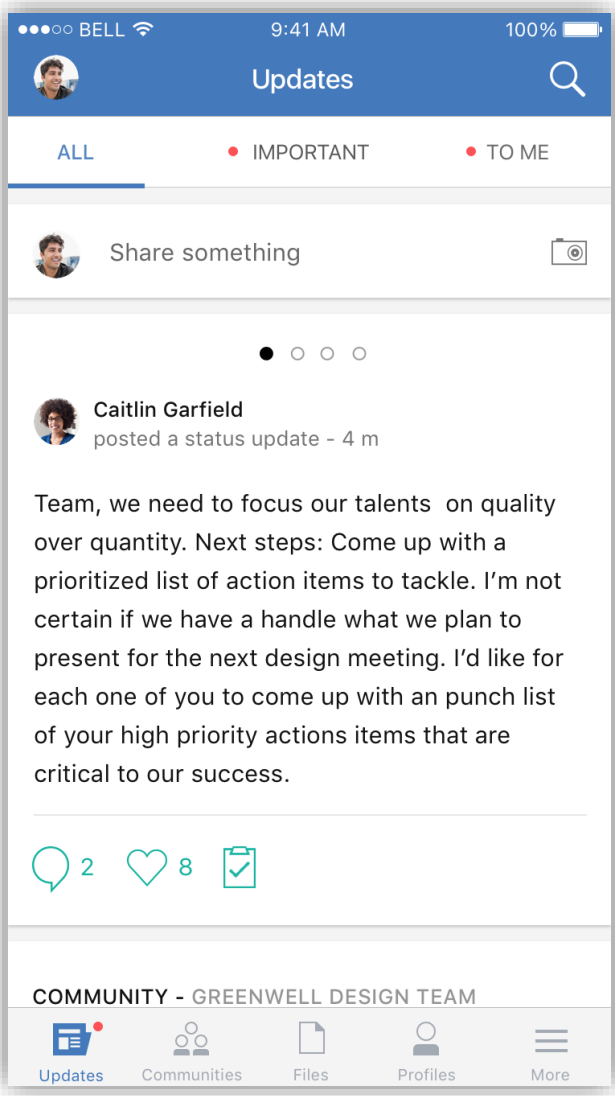 BELL 9:41 AM 100%
Updates
ALL IMPORTANT TO ME
Share something
Caitlin Garfield
posted a status update - 4 m
Team, we need to focus our talents  on quality
over quantity. Next steps: Come up with a
prioritized list of action items to tackle. I’m not
certain if we have a handle what we plan to
present for the next design meeting. I’d like for
each one of you to come up with an punch list
of your high priority actions items that are
critical to our success.
2 8
COMMUNITY - GREENWELL DESIGN TEAM
Updates Communities Files Profiles More